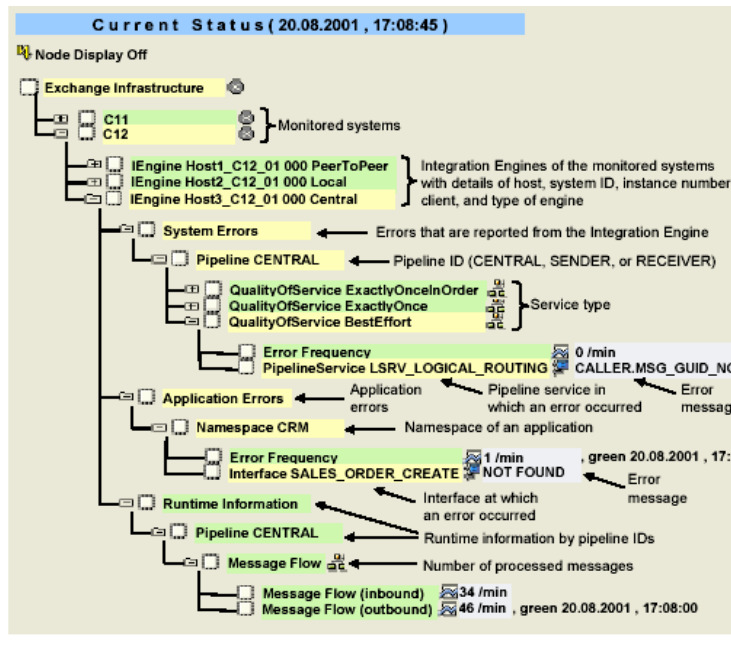 Current Status( 20.08.2001 , 17:08:45 )
Node Display Off
Exchange Infrastructure
C11
C12
Monitored systems
IEngine Host1_C12_01 000 PeerToPeer
IEngine Host2_C12_01 000 Local
IEngine Host3_C12_01 000 Central
Integration Engines of the monitored systems
with details of host, system ID, instance number
client, and type of engine
System Errors
Errors that are reported from the Integration Engine
Pipeline CENTRAL
Pipeline ID (CENTRAL, SENDER, or RECEIVER)
QualityOfService ExactlyOnceInOrder
QualityOfService ExactlyOnce
QualityOfService BestEffort
Service type
Error Frequency 0 /min
PipelineService LSRV_LOGICAL_ROUTING CALLER.MSG_GUID_NO
Application Errors
Application
errors
Pipeline service in
which an error occurred
Error
messag
Namespace CRM
Namespace of an application
Error Frequency 1 /min , green 20.08.2001 , 17:
Interface SALES_ORDER_CREATE NOT FOUND
Error
message
Interface at which
an error occurred
Runtime Information
Pipeline CENTRAL
Runtime information by pipeline IDs
Message Flow
Number of processed messages
Message Flow (inbound) 34 /min
Message Flow (outbound) 46 /min , green 20.08.2001 , 17:08:00